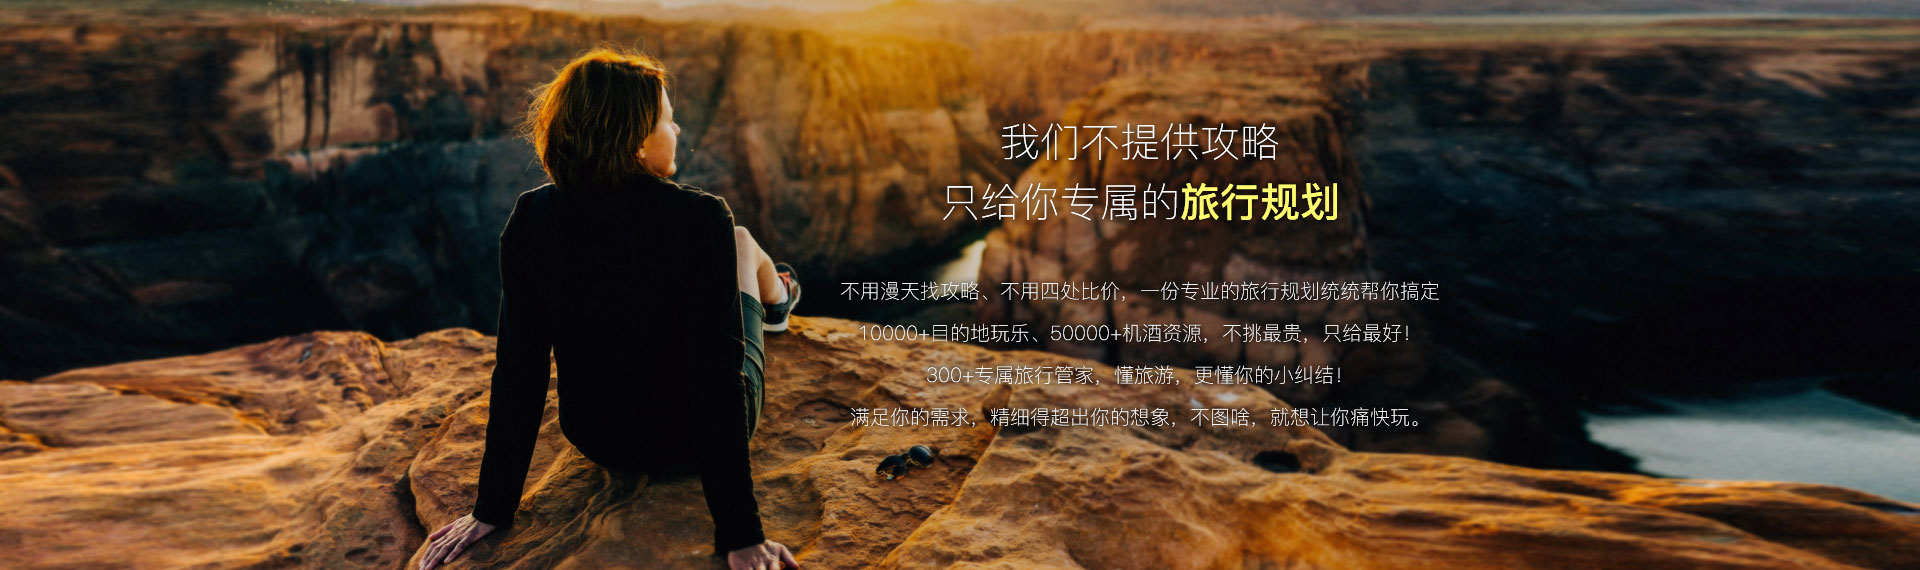 我们不提供攻略
只给你专属的旅行规划
不用漫天找攻略、不用四处比价，一份专业的旅行规划统统帮你搞定
10000+目的地玩乐、50000+机酒资源，不挑最贵，只给最好！
300+专属旅行管家，懂旅游，更懂你的小纠结！
满足你的需求，精细得超出你的想象，不图啥，就想让你痛快玩。